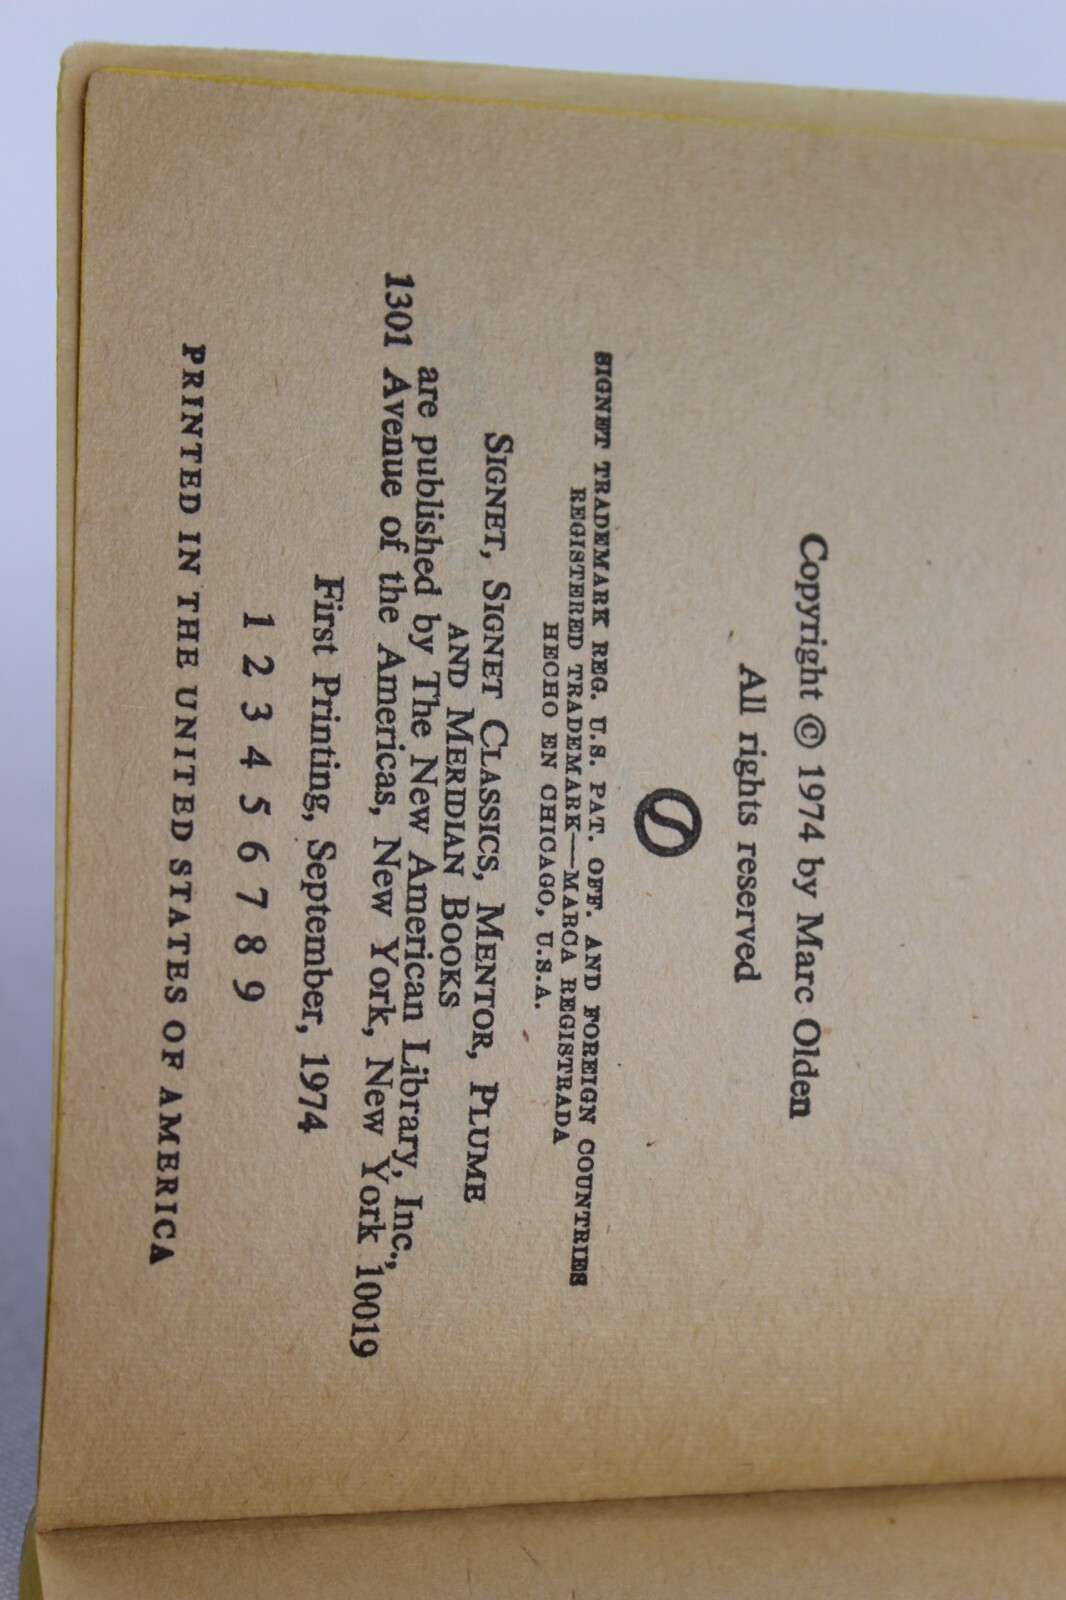 Copyright © 1974 by Marc Olden
All rights reserved
SIGNET TRADEMARK REG. U.S. PAT. OFF. AND FOREIGN COUNTRIES
REGISTERED TRADEMARK—MARCA REGISTRADA
HECHO EN CHICAGO, U.S.A.
SIGNET, SIGNET CLASSICS, MENTOR, PLUME
AND MERIDIAN BOOKS
are published by The New American Library, Inc.,
1301 Avenue of the Americas, New York, New York 10019
First Printing, September, 1974
1 2 3 4 5 6 7 8 9
PRINTED IN THE UNITED STATES OF AMERICA